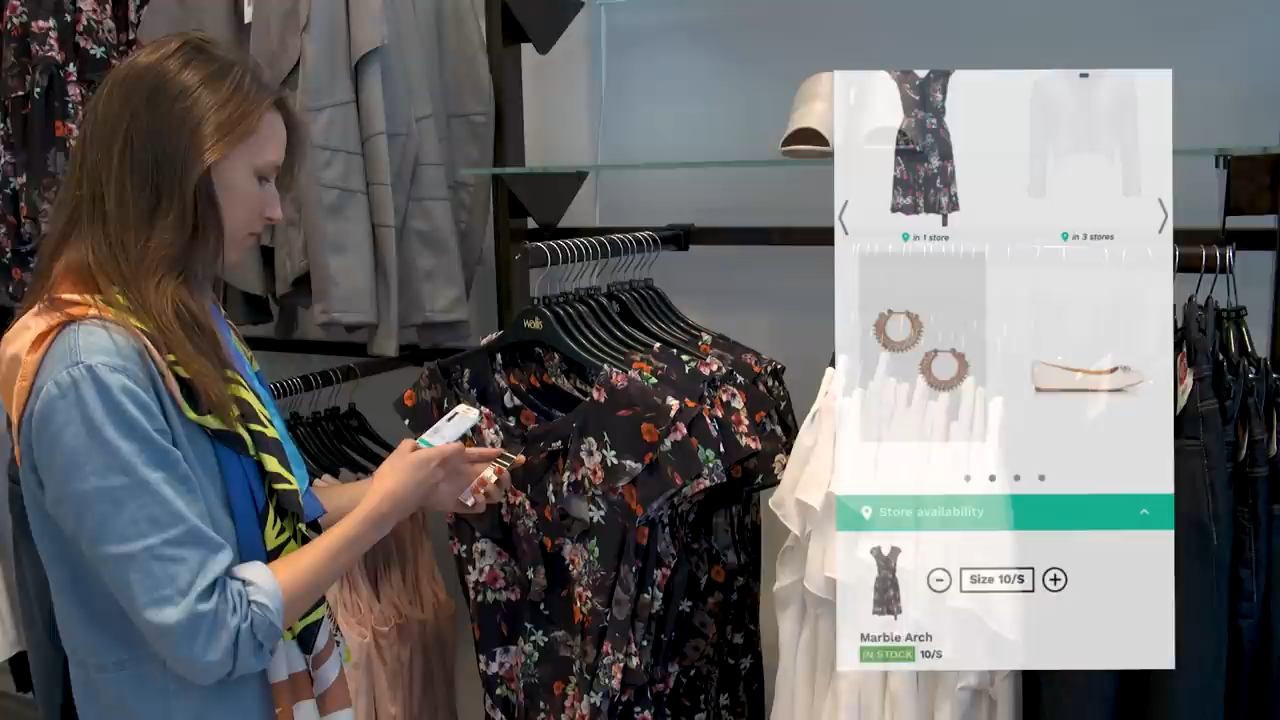 wallis
in 1 store
in 3 stores
Store availability
Size 10/S
Marble Arch
IN STOCK 10/S